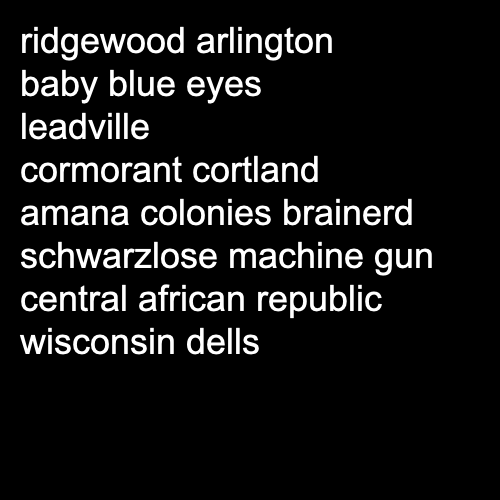 ridgewood arlington
baby blue eyes
leadville
cormorant cortland
amana colonies brainerd
schwarzlose machine gun
central african republic
wisconsin dells